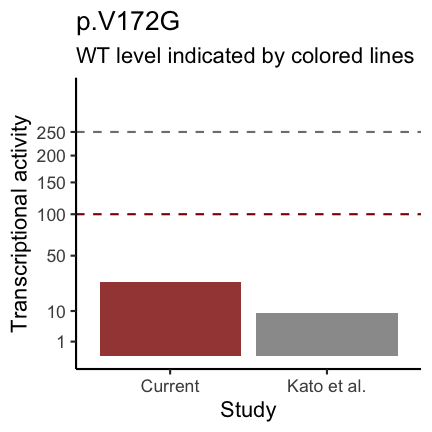 p.V172G
WT level indicated by colored lines
Transcriptional activity
250
200
150
100
50
10
1
Current
Kato et al.
Study